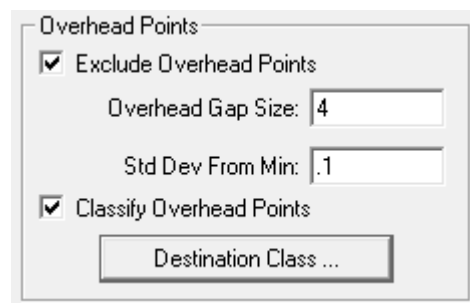 Overhead Points
Exclude Overhead Points
Overhead Gap Size: 4
Std Dev From Min: .1
Classify Overhead Points
Destination Class ...